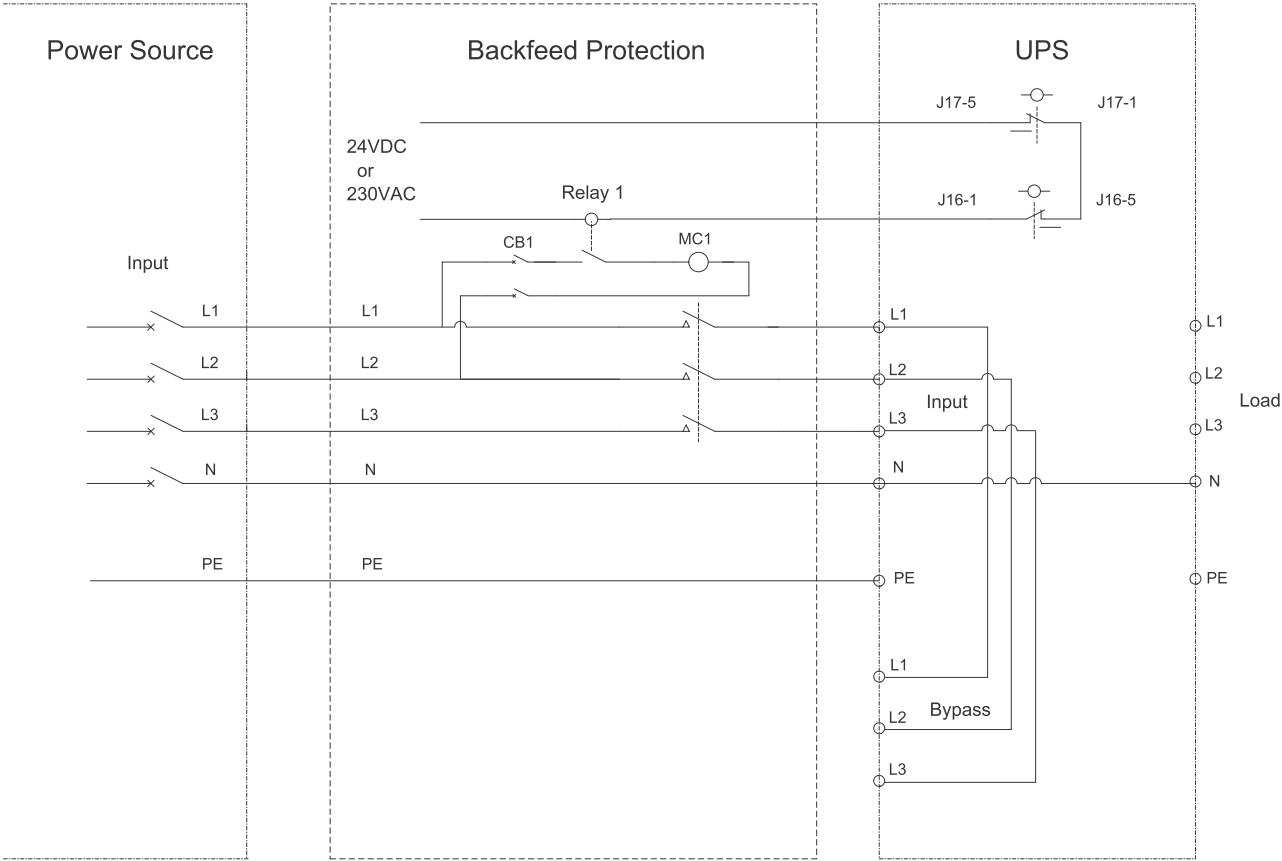 Power Source
Backfeed Protection
UPS
J17-5
J17-1
24VDC
or
230VAC
Relay 1
J16-1
J16-5
CB1
MC1
Input
L1
L1
L1
L1
L2
L2
L2
L2
Input
Load
L3
L3
L3
L3
N
N
N
N
PE
PE
PE
PE
L1
L2
Bypass
L3